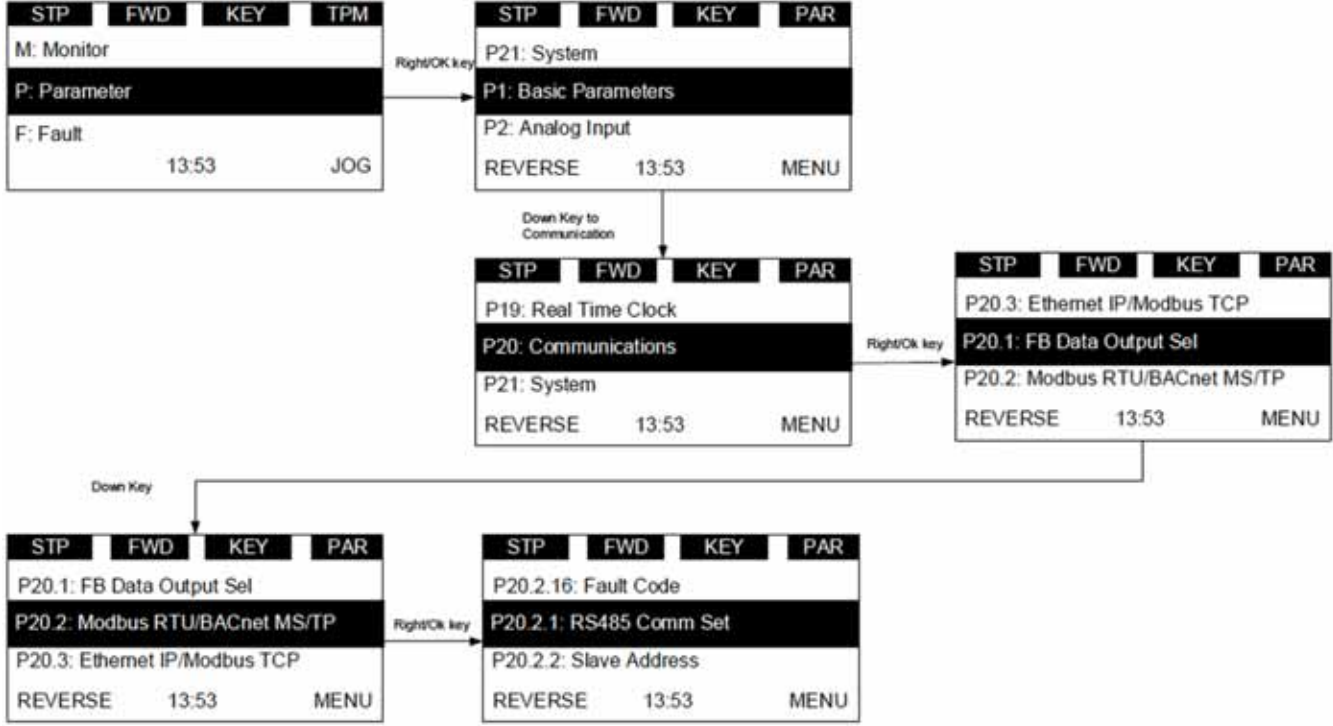 STP FWD KEY TPM
M: Monitor
P: Parameter
F: Fault
13:53 JOG
Right/OK key
STP FWD KEY PAR
P21: System
P1: Basic Parameters
P2: Analog Input
REVERSE 13:53 MENU
Down Key to
Communication
STP FWD KEY PAR
P19: Real Time Clock
P20: Communications
P21: System
REVERSE 13:53 MENU
Right/Ok key
STP FWD KEY PAR
P20.3: Ethernet IP/Modbus TCP
P20.1: FB Data Output Sel
P20.2: Modbus RTU/BACnet MS/TP
REVERSE 13:53 MENU
Down Key
STP FWD KEY PAR
P20.1: FB Data Output Sel
P20.2: Modbus RTU/BACnet MS/TP
P20.3: Ethernet IP/Modbus TCP
REVERSE 13:53 MENU
Right/Ok key
STP FWD KEY PAR
P20.2.16: Fault Code
P20.2.1: RS485 Comm Set
P20.2.2: Slave Address
REVERSE 13:53 MENU